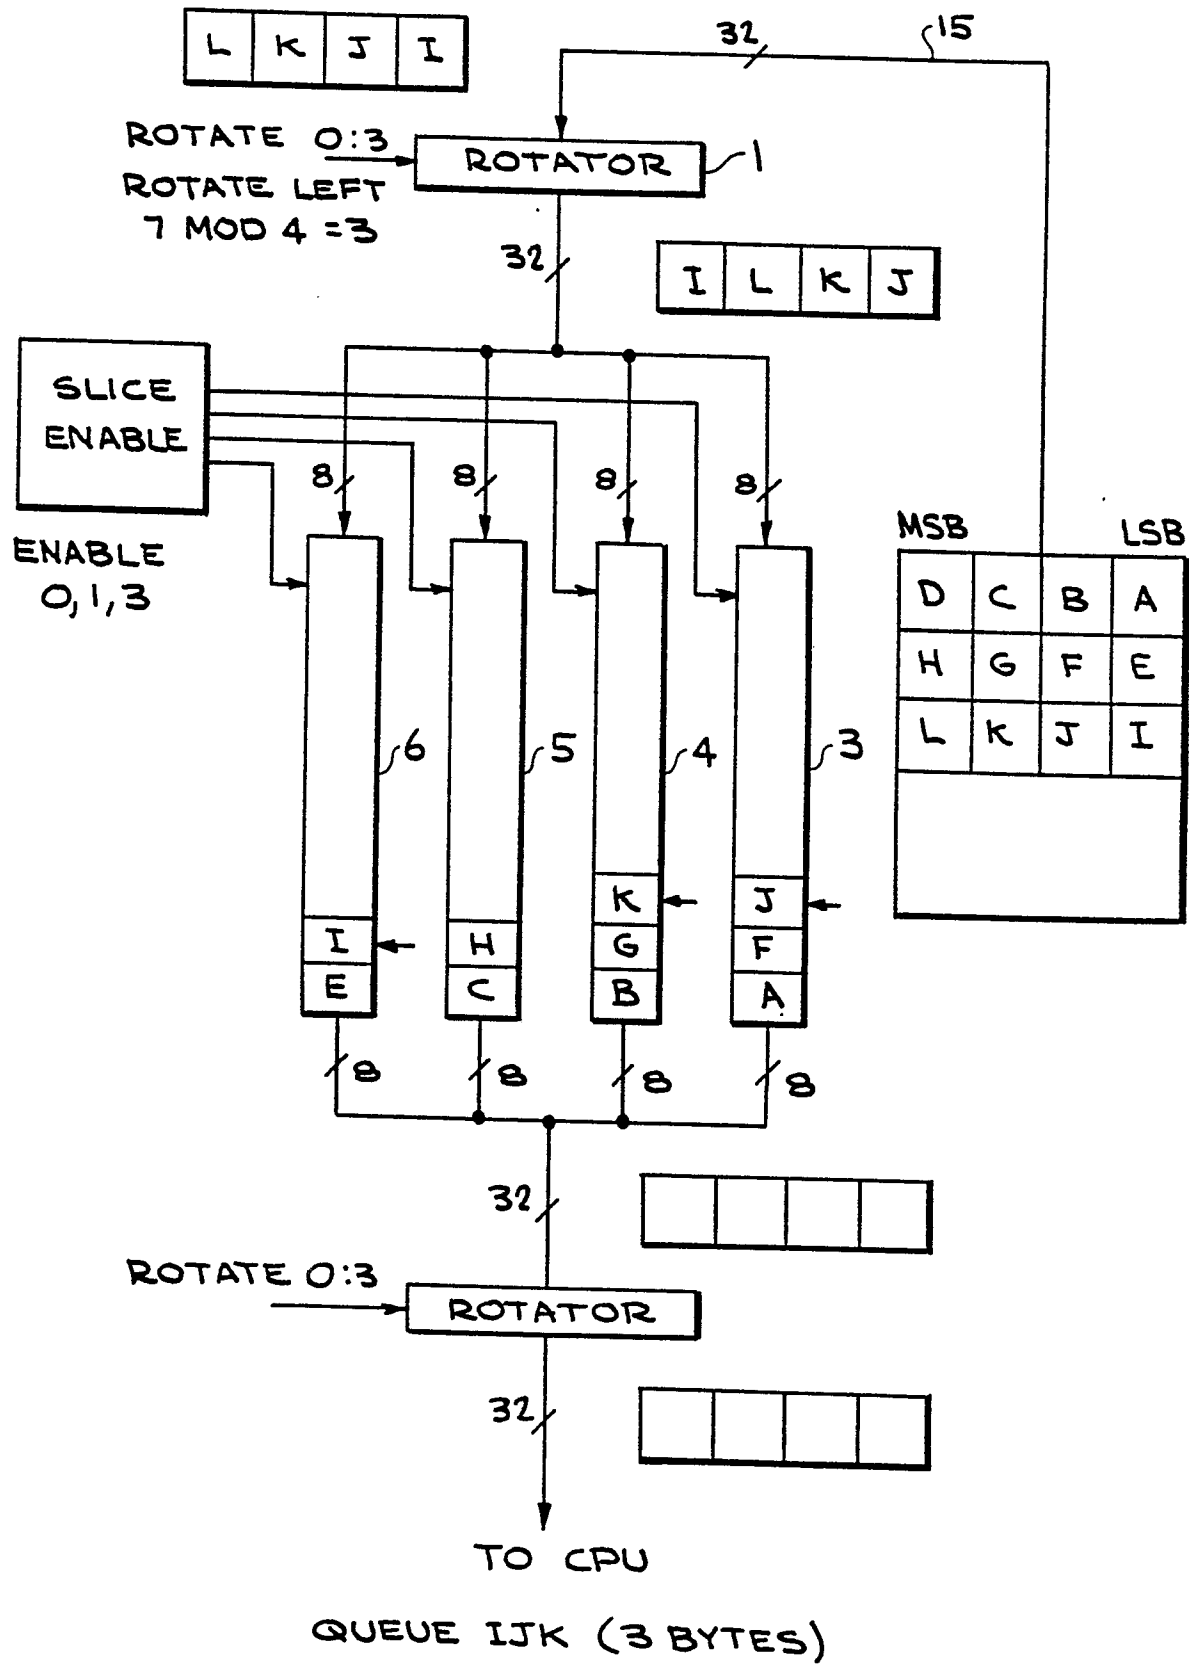 L K J I
32
15
ROTATE 0:3
ROTATOR
1
ROTATE LEFT
7 MOD 4 = 3
32
I L K J
SLICE
ENABLE
8 8 8 8
ENABLE
0, 1, 3
MSB LSB
D C B A
H G F E
L K J I
6 5 4 3
K J
I H G F
E C B A
8 8 8 8
32
ROTATE 0:3
ROTATOR
32
TO CPU
QUEUE IJK (3 BYTES)